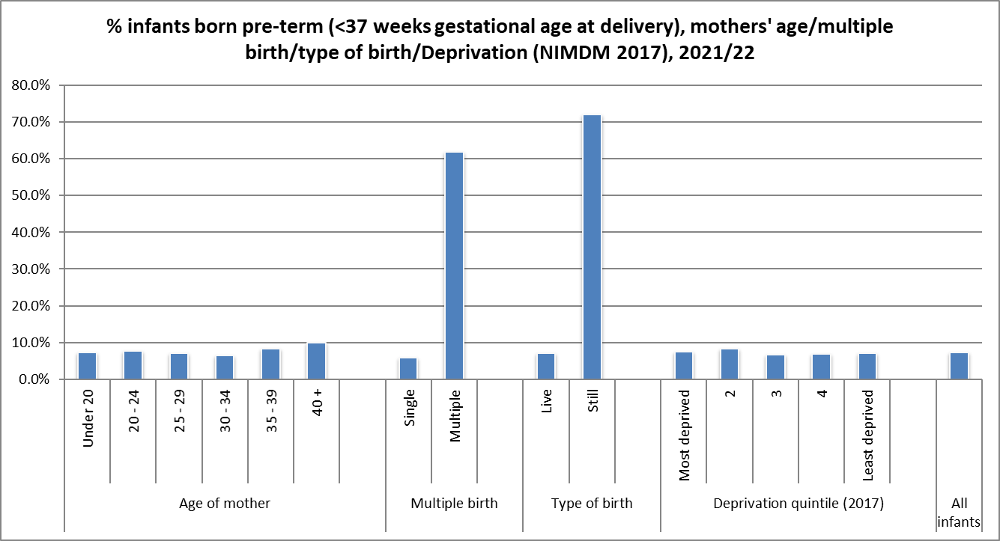 % infants born pre-term (<37 weeks gestational age at delivery), mothers' age/multiple
birth/type of birth/Deprivation (NIMDM 2017), 2021/22
80.0%
70.0%
60.0%
50.0%
40.0%
30.0%
20.0%
10.0%
0.0%
Under 20
20 - 24
25 - 29
30 - 34
35 - 39
40 +
Single
Multiple
Live
Still
Most deprived
2
3
4
Least deprived
Age of mother
Multiple birth
Type of birth
Deprivation quintile (2017)
All
infants